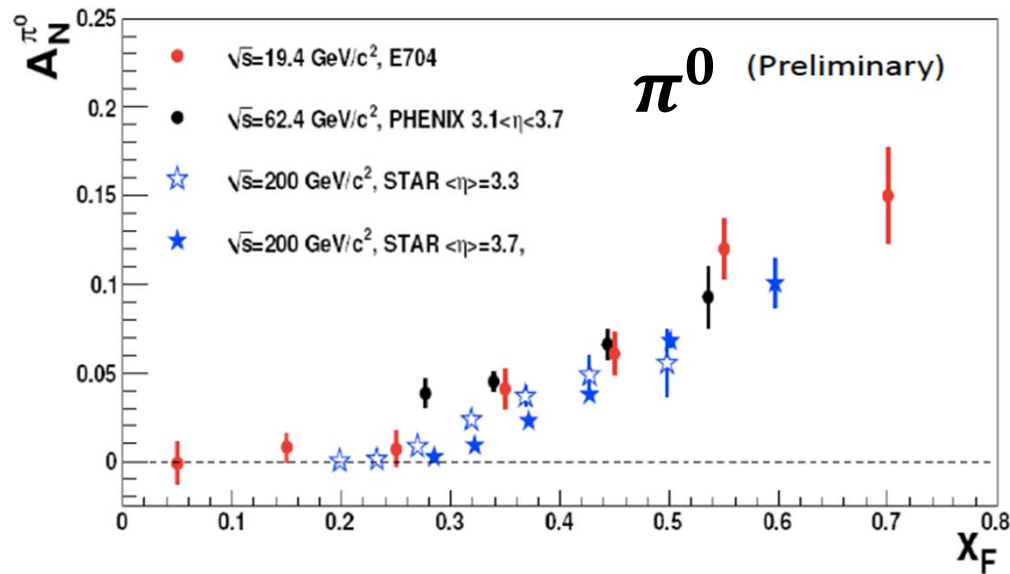 A_N^{π^0}
0.25
0.2
0.15
0.1
0.05
0
√s=19.4 GeV/c², E704
√s=62.4 GeV/c², PHENIX 3.1<η<3.7
√s=200 GeV/c², STAR <η>=3.3
√s=200 GeV/c², STAR <η>=3.7,
π⁰ (Preliminary)
0 0.1 0.2 0.3 0.4 0.5 0.6 0.7 0.8
X_F